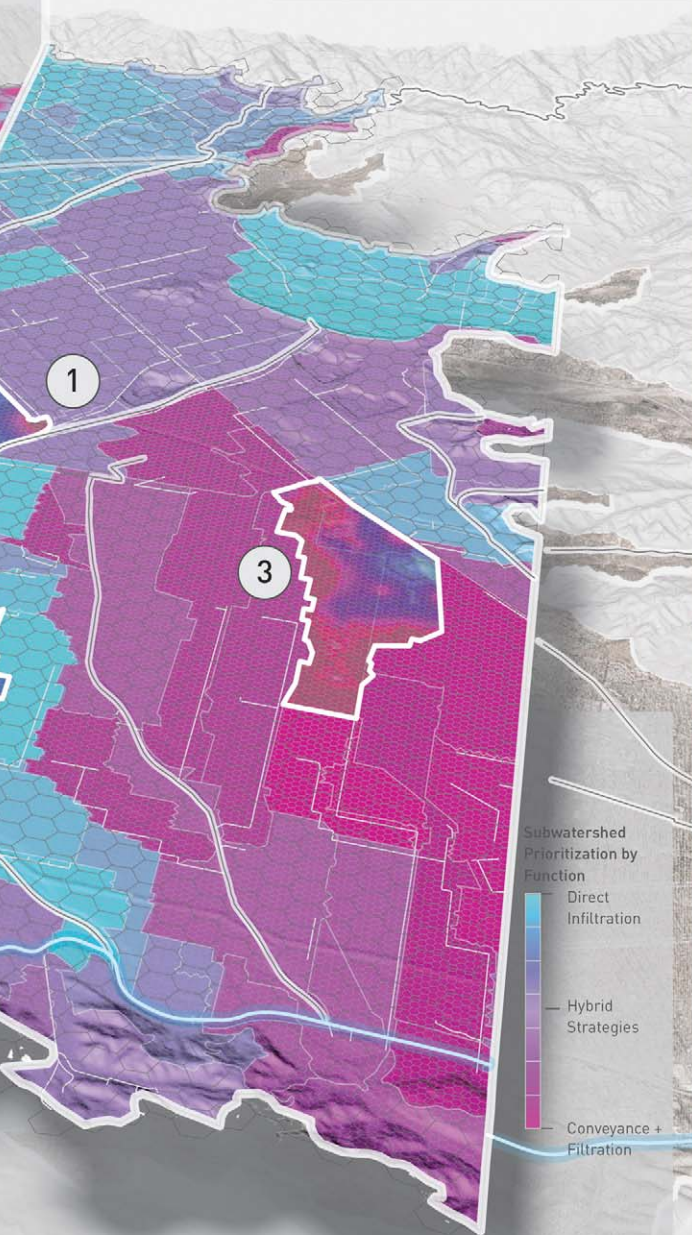 1
3
Subwatershed
Prioritization by
Function
Direct
Infiltration
Hybrid
Strategies
Conveyance +
Filtration